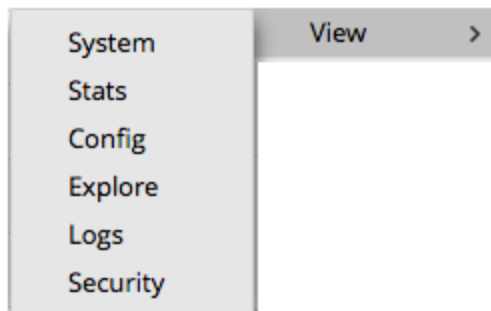 View
System
Stats
Config
Explore
Logs
Security